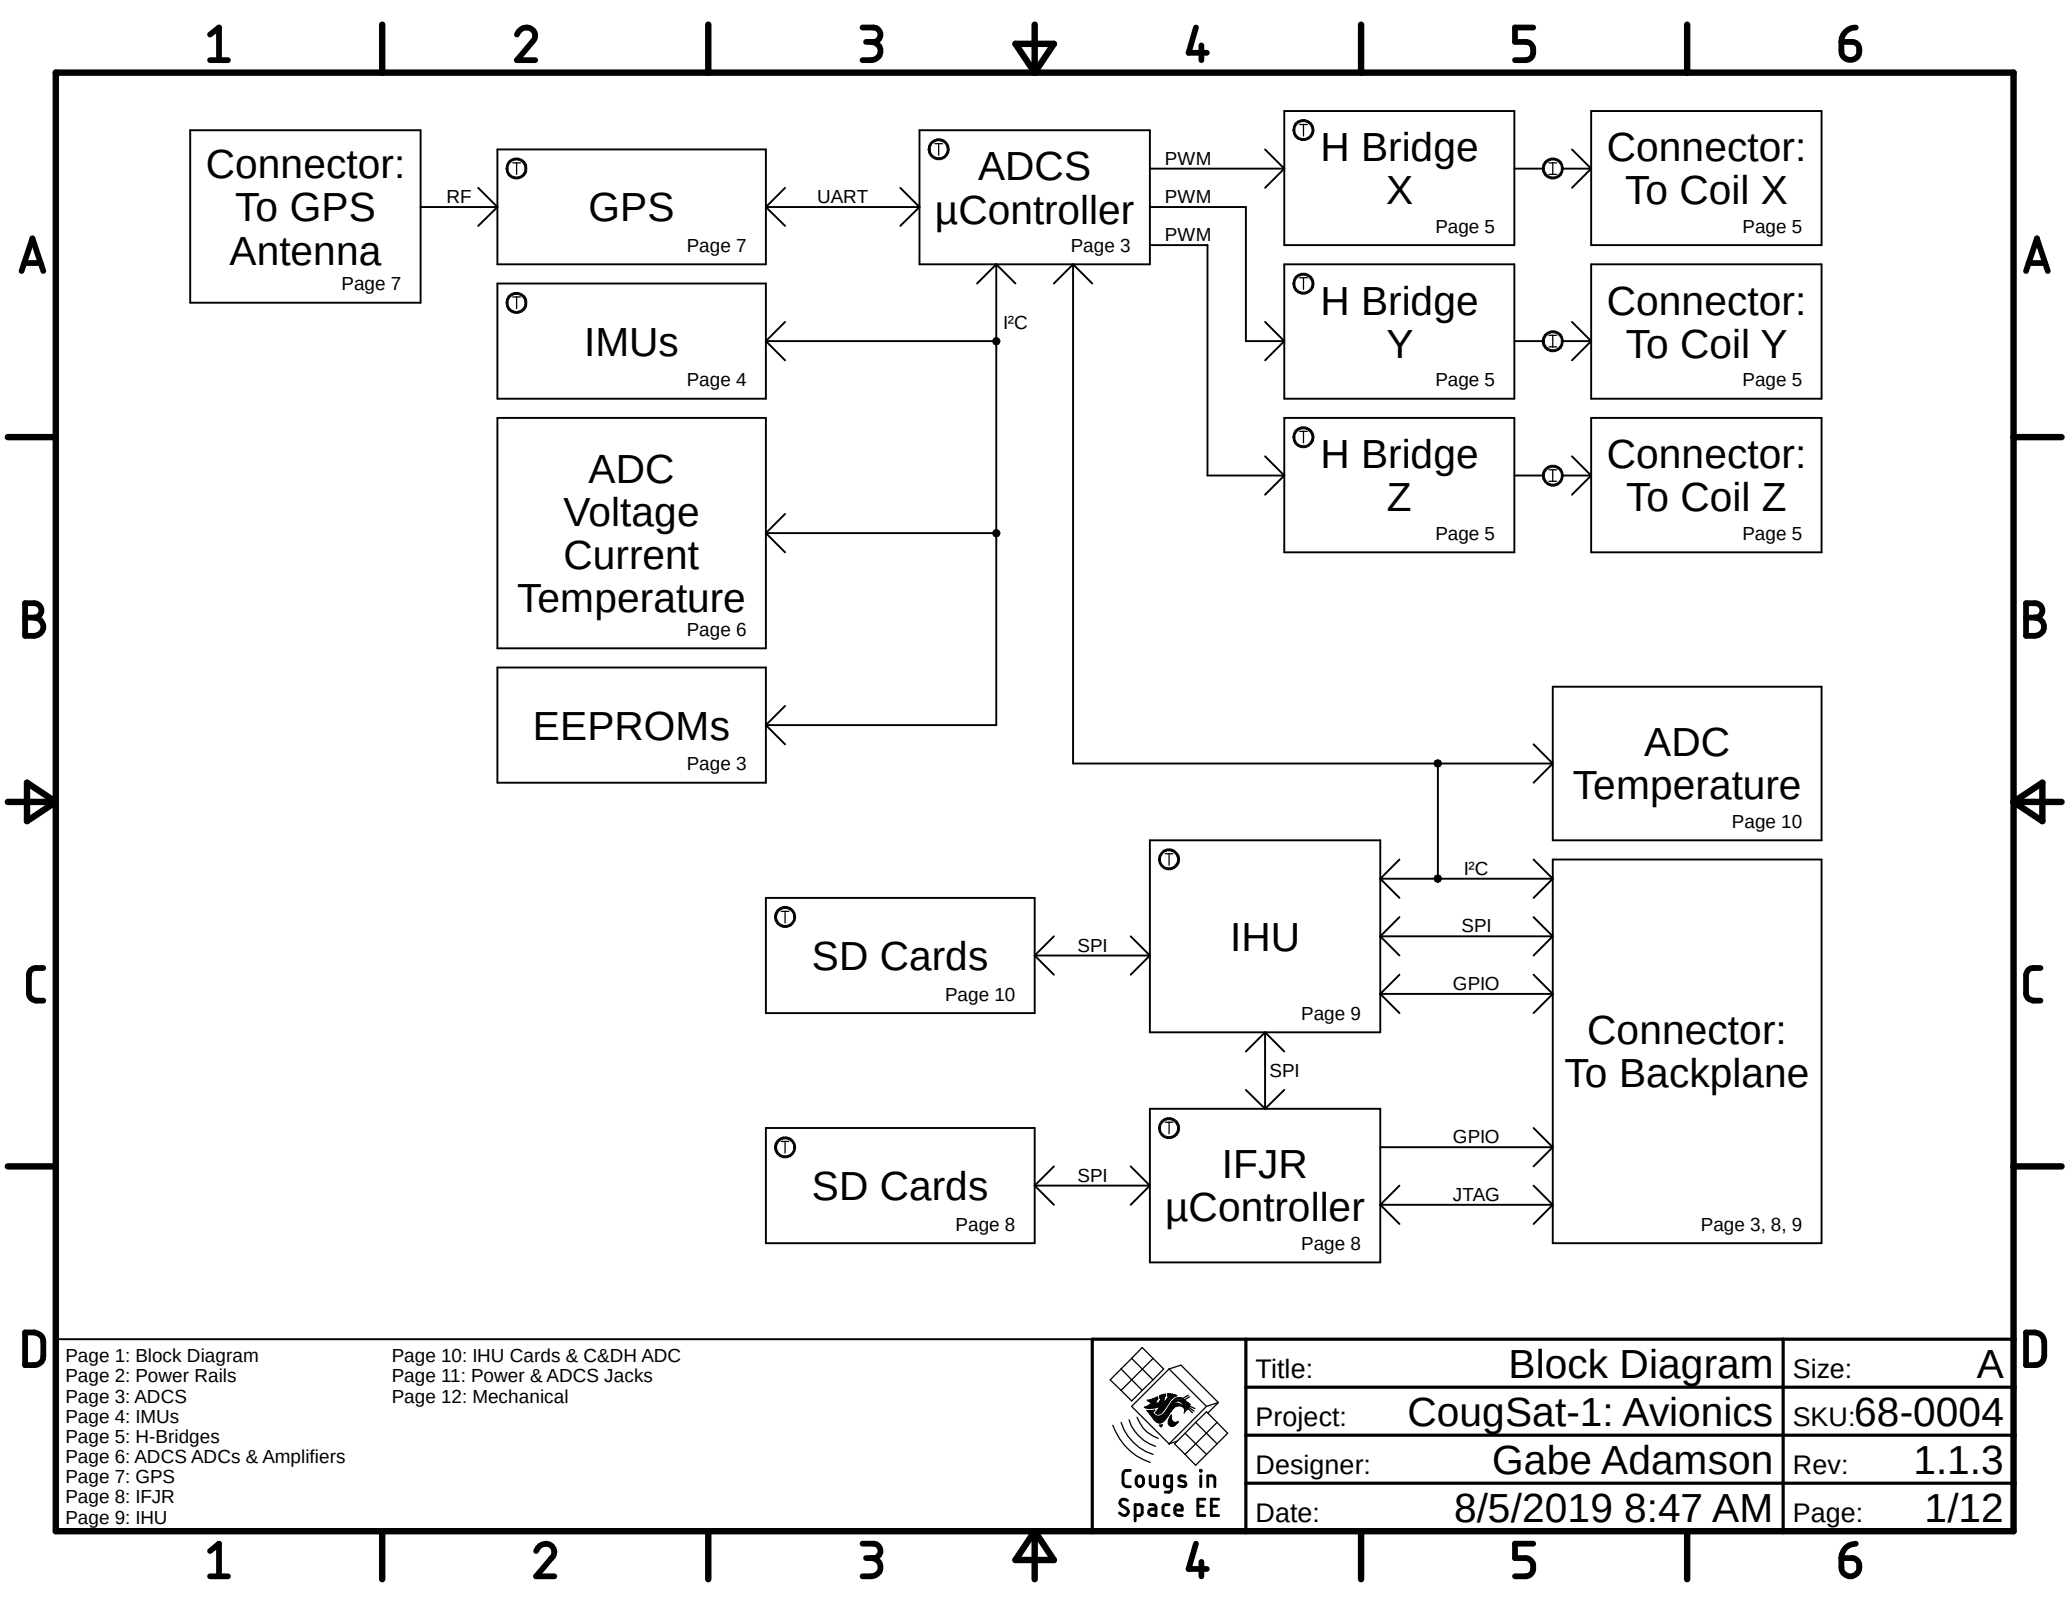 1 2 3 4 5 6
A A
B B
C C
D D
Connector:
To GPS
Antenna
Page 7
RF
T
GPS
Page 7
UART
T
ADCS
µController
Page 3
PWM
PWM
PWM
T
H Bridge
X
Page 5
I
Connector:
To Coil X
Page 5
T
IMUs
Page 4
I²C
T
H Bridge
Y
Page 5
I
Connector:
To Coil Y
Page 5
ADC
Voltage
Current
Temperature
Page 6
T
H Bridge
Z
Page 5
I
Connector:
To Coil Z
Page 5
EEPROMs
Page 3
ADC
Temperature
Page 10
T
SD Cards
Page 10
SPI
T
IHU
Page 9
I²C
SPI
GPIO
Connector:
To Backplane
Page 3, 8, 9
SPI
T
SD Cards
Page 8
SPI
T
IFJR
µController
Page 8
GPIO
JTAG
Page 1: Block Diagram
Page 2: Power Rails
Page 3: ADCS
Page 4: IMUs
Page 5: H-Bridges
Page 6: ADCS ADCs & Amplifiers
Page 7: GPS
Page 8: IFJR
Page 9: IHU
Page 10: IHU Cards & C&DH ADC
Page 11: Power & ADCS Jacks
Page 12: Mechanical
Cougs in
Space EE
Title: Block Diagram
Size: A
Project: CougSat-1: Avionics
SKU: 68-0004
Designer: Gabe Adamson
Rev: 1.1.3
Date: 8/5/2019 8:47 AM
Page: 1/12
1 2 3 4 5 6